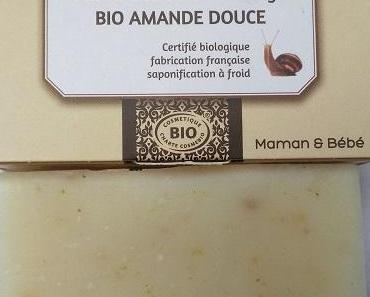 BIO AMANDE DOUCE
Certifié biologique
fabrication française
saponification à froid
COSMETIQUE
BIO
CHARTE COSMEBIO
Maman & Bébé